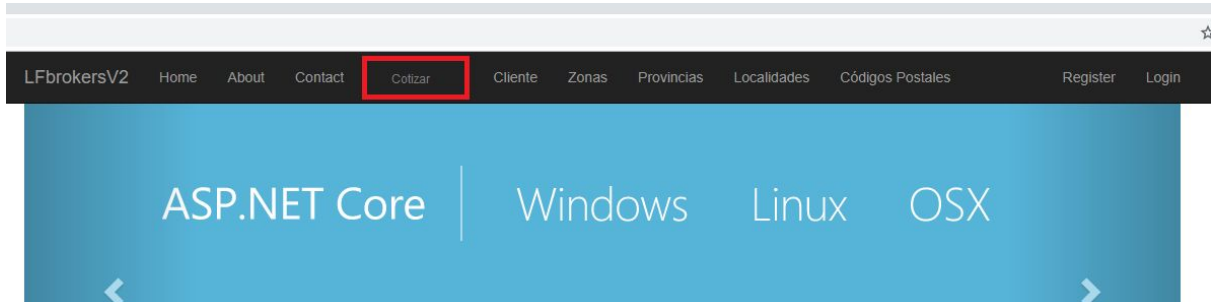 LFbrokersV2 Home About Contact Cotizar Cliente Zonas Provincias Localidades Códigos Postales Register Login
ASP.NET Core Windows Linux OSX